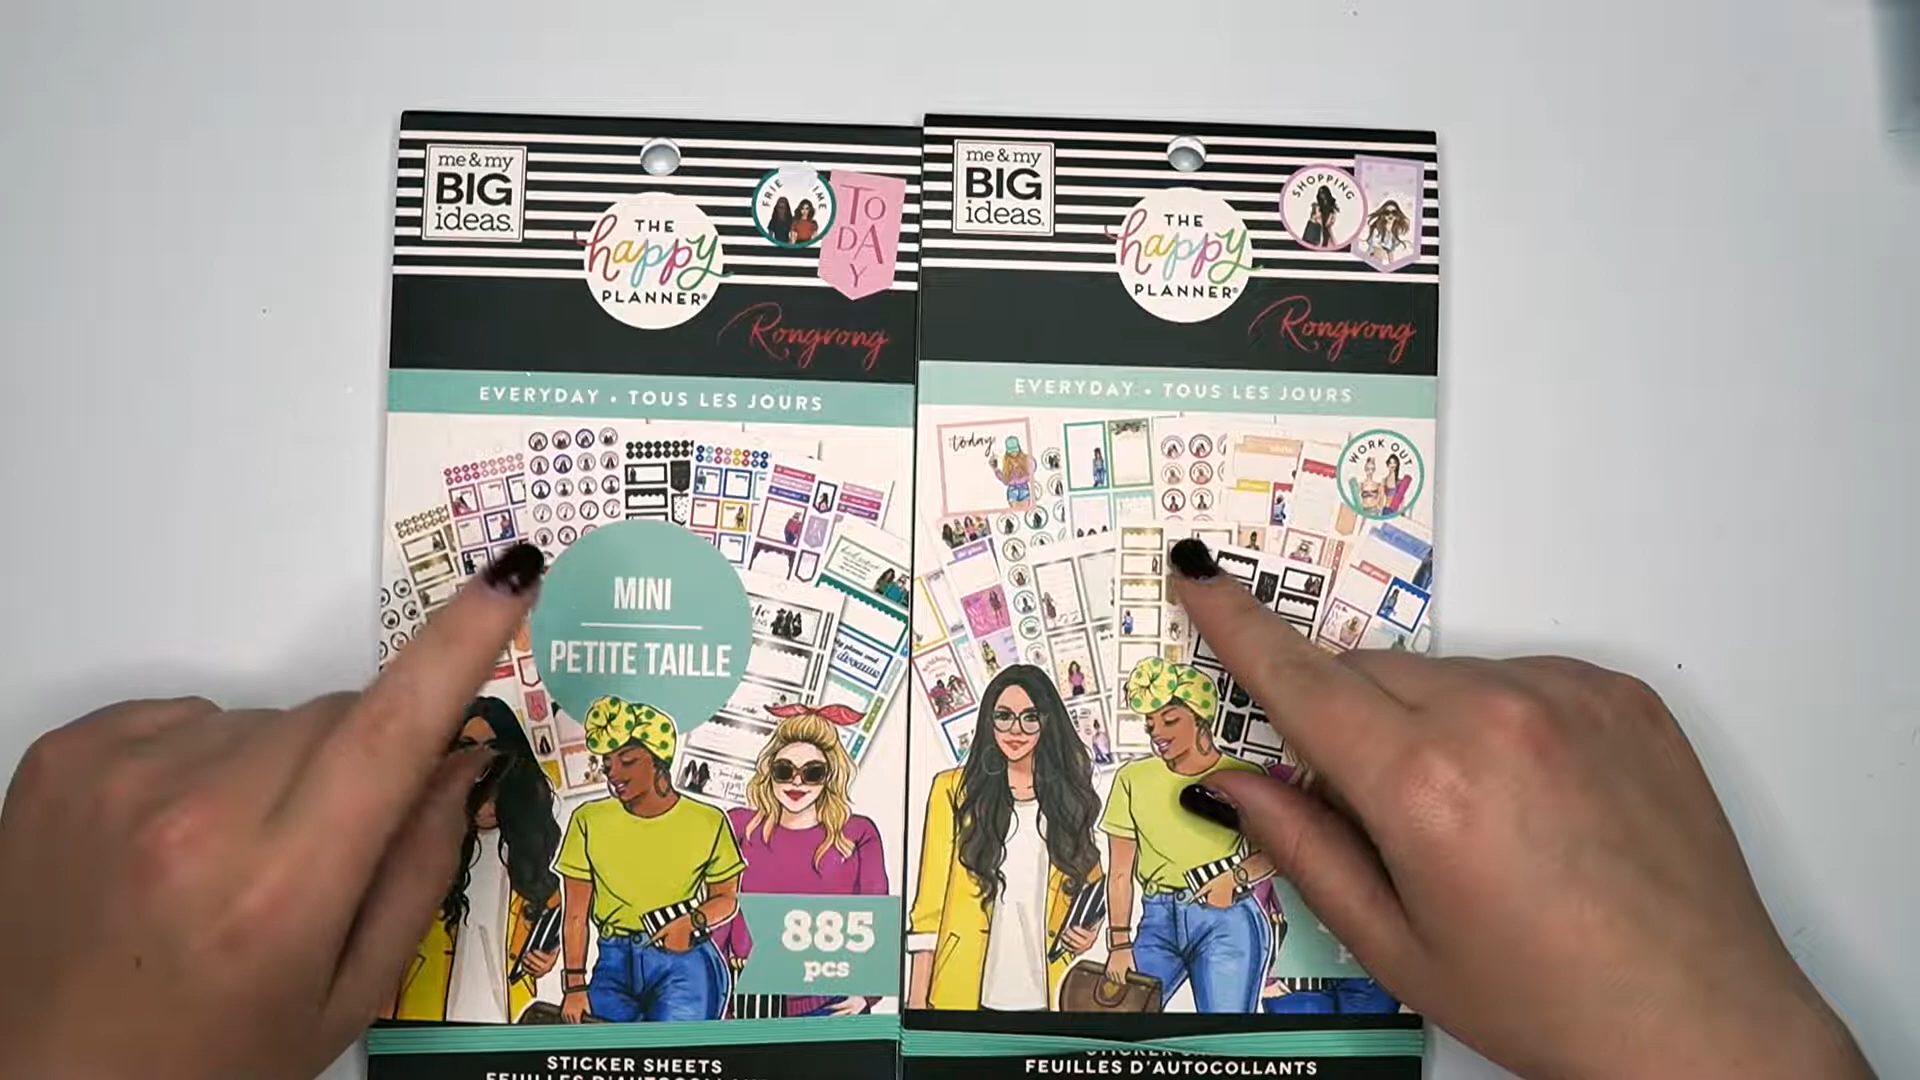 me & my
BIG
ideas.
THE
happy
PLANNER®
TODAY
Rongrong
EVERYDAY • TOUS LES JOURS
MINI
PETITE TAILLE
885
pcs
STICKER SHEETS
me & my
BIG
ideas.
THE
happy
PLANNER®
SHOPPING
Rongrong
EVERYDAY • TOUS LES JOURS
today
WORK OUT
FEUILLES D'AUTOCOLLANTS